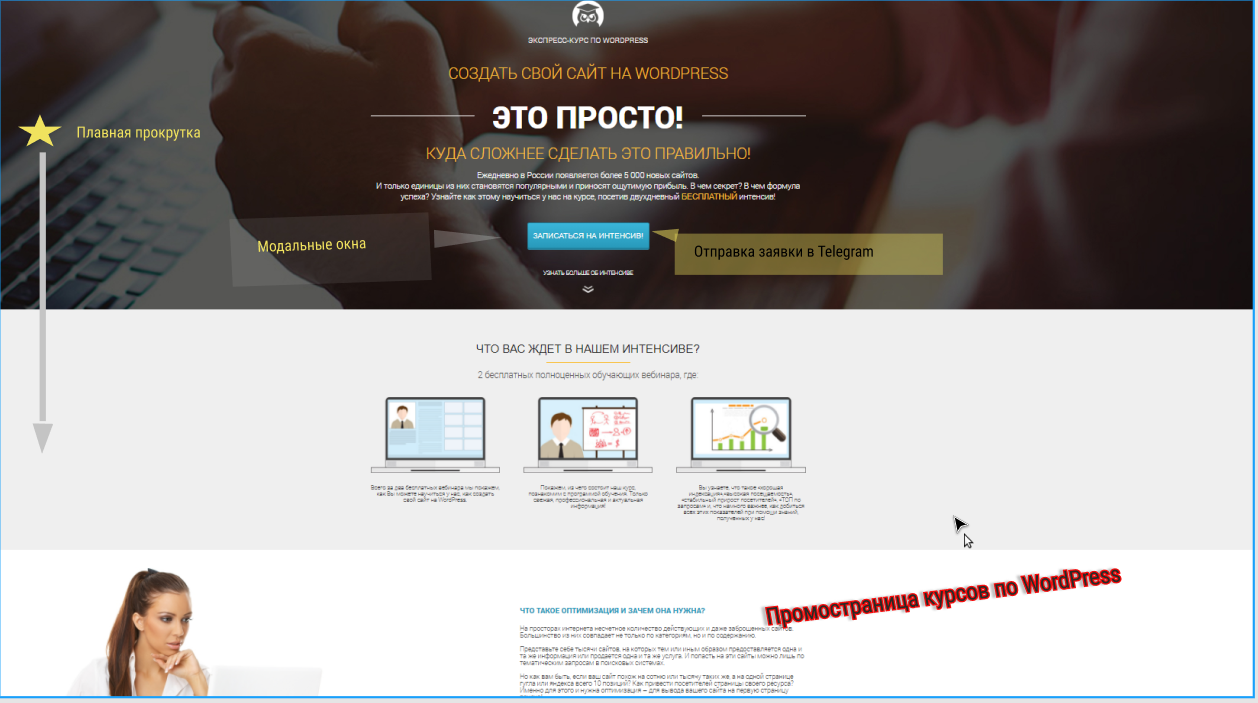 ЭКСПРЕСС-КУРС ПО WORDPRESS
СОЗДАТЬ СВОЙ САЙТ НА WORDPRESS
ЭТО ПРОСТО!
Плавная прокрутка
КУДА СЛОЖНЕЕ СДЕЛАТЬ ЭТО ПРАВИЛЬНО!
Ежедневно в России появляется более 5 000 новых сайтов.
И только единицы из них становятся популярными и приносят ощутимую прибыль. В чем секрет? В чем формула
успеха? Узнайте как этому научиться у нас на курсе, посетив двухдневный БЕСПЛАТНЫЙ интенсив!
Модальные окна
ЗАПИСАТЬСЯ НА ИНТЕНСИВ!
Отправка заявки в Telegram
УЗНАТЬ БОЛЬШЕ ОБ ИНТЕНСИВЕ
ЧТО ВАС ЖДЕТ В НАШЕМ ИНТЕНСИВЕ?
2 бесплатных полноценных обучающих вебинара, где:
Всего за два бесплатных вебинара мы покажем,
как Вы можете научиться у нас, как создать
свой сайт на WordPress.
Покажем, из чего состоит наш курс,
познакомим с программой обучения. Только
свежая, профессиональная и актуальная
информация!
Вы узнаете, что такое «хорошая
индексация»,«высокая посещаемость»,
«стабильный прирост посетителей», «ТОП по
запросам» и, что намного важнее, как добиться
всех этих показателей при помощи знаний,
полученных у нас!
Промостраница курсов по WordPress
ЧТО ТАКОЕ ОПТИМИЗАЦИЯ И ЗАЧЕМ ОНА НУЖНА?
На просторах интернета несчетное количество действующих и даже заброшенных сайтов.
Большинство из них совпадает не только по категориям, но и по содержанию.
Представьте себе тысячи сайтов, на которых тем или иным образом предоставляется одна и
та же информация или продается одна и та же услуга. И попасть на эти сайты можно лишь по
тематическим запросам в поисковых системах.
Но как вам быть, если ваш сайт похож на сотню или тысячу таких же, а на одной странице
гугла или яндекса всего 10 позиций? Как привести посетителей страницы своего ресурса?
Именно для этого и нужна оптимизация – для вывода вашего сайта на первую страницу